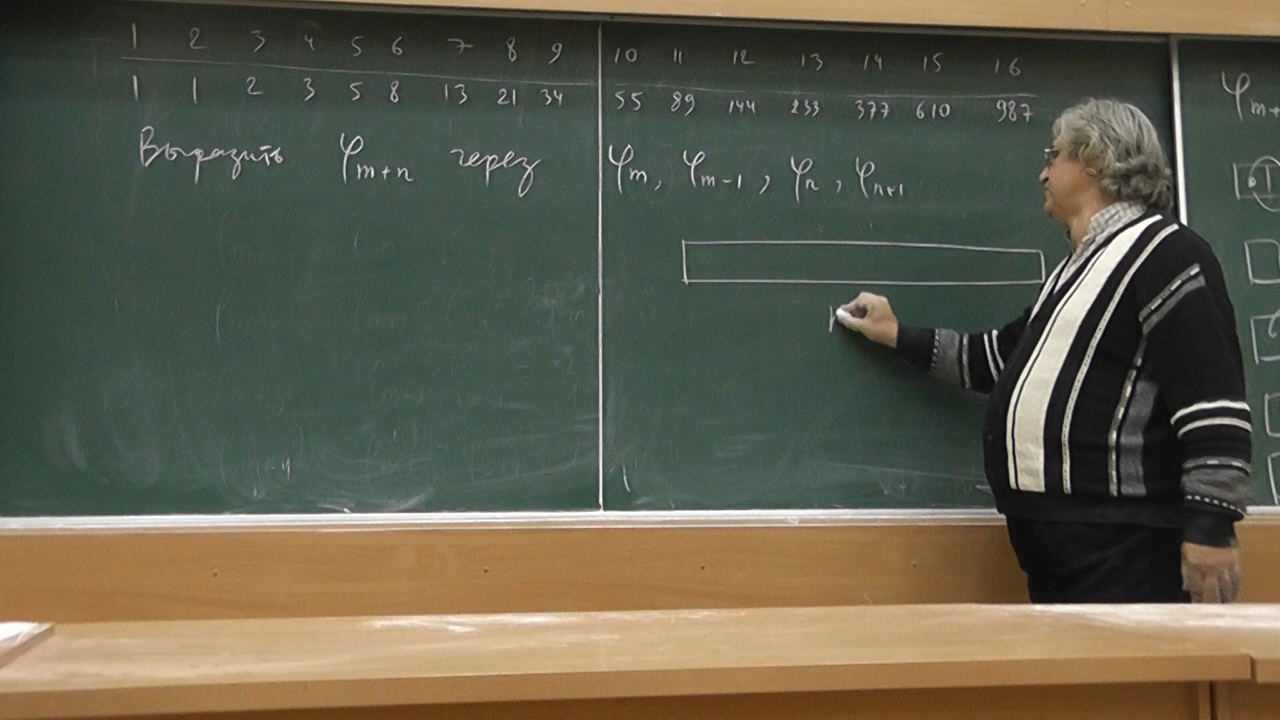 1 2 3 4 5 6 7 8 9 10 11 12 13 14 15 16
1 1 2 3 5 8 13 21 34 55 89 144 233 377 610 987
Выразить φm+n через φm, φm-1, φn, φn+1
φm+